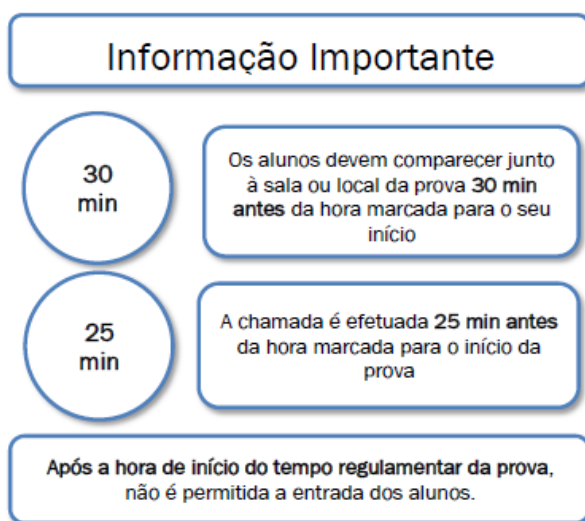 Informação Importante
30
min
Os alunos devem comparecer junto
à sala ou local da prova 30 min
antes da hora marcada para o seu
início
25
min
A chamada é efetuada 25 min antes
da hora marcada para o início da
prova
Após a hora de início do tempo regulamentar da prova,
não é permitida a entrada dos alunos.